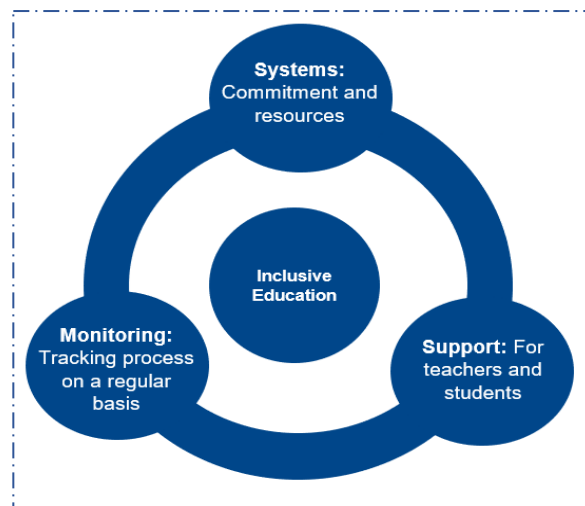 Systems:
Commitment and
resources
Inclusive
Education
Monitoring:
Tracking process
on a regular
basis
Support: For
teachers and
students